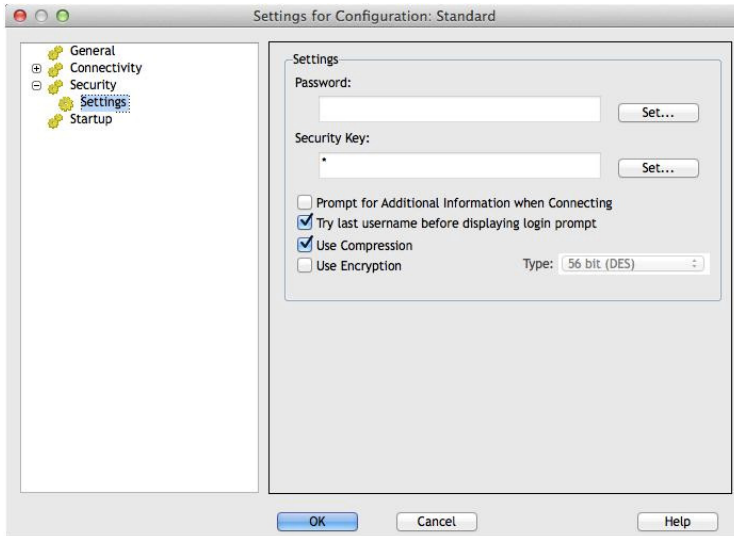 Settings for Configuration: Standard
General
Connectivity
Security
Settings
Startup
Settings
Password:
Set...
Security Key:
*
Set...
Prompt for Additional Information when Connecting
Try last username before displaying login prompt
Use Compression
Use Encryption Type: 56 bit (DES)
OK Cancel Help